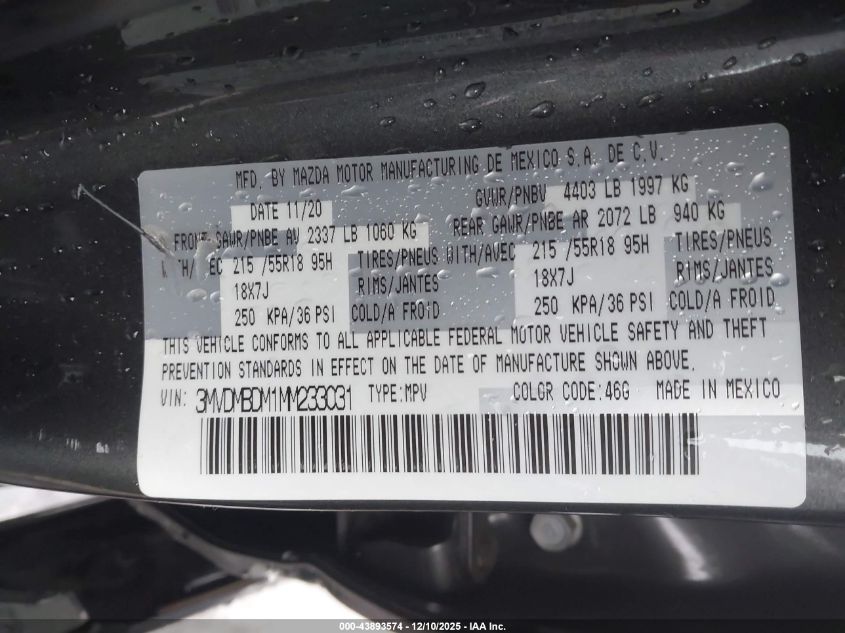 MFD. BY MAZDA MOTOR MANUFACTURING DE MEXICO S.A. DE C.V.
DATE 11/20 GVWR/PNBV 4403 LB 1997 KG
FRONT GAWR/PNBE AV 2337 LB 1060 KG REAR GAWR/PNBE AR 2072 LB 940 KG
WITH/ EC 215 /55R18 95H TIRES/PNEUS WITH/AVEC 215 /55R18 95H TIRES/PNEUS
18X7J RIMS/JANTES 18X7J RIMS/JANTES
250 KPA/36 PSI COLD/A FROID 250 KPA/36 PSI COLD/A FROID
THIS VEHICLE CONFORMS TO ALL APPLICABLE FEDERAL MOTOR VEHICLE SAFETY AND THEFT
PREVENTION STANDARDS IN EFFECT ON THE DATE OF MANUFACTURE SHOWN ABOVE.
VIN: 3MVDMBDM1MM233031 TYPE:MPV COLOR CODE:46G MADE IN MEXICO
000-43893574 - 12/10/2025 - IAA Inc.